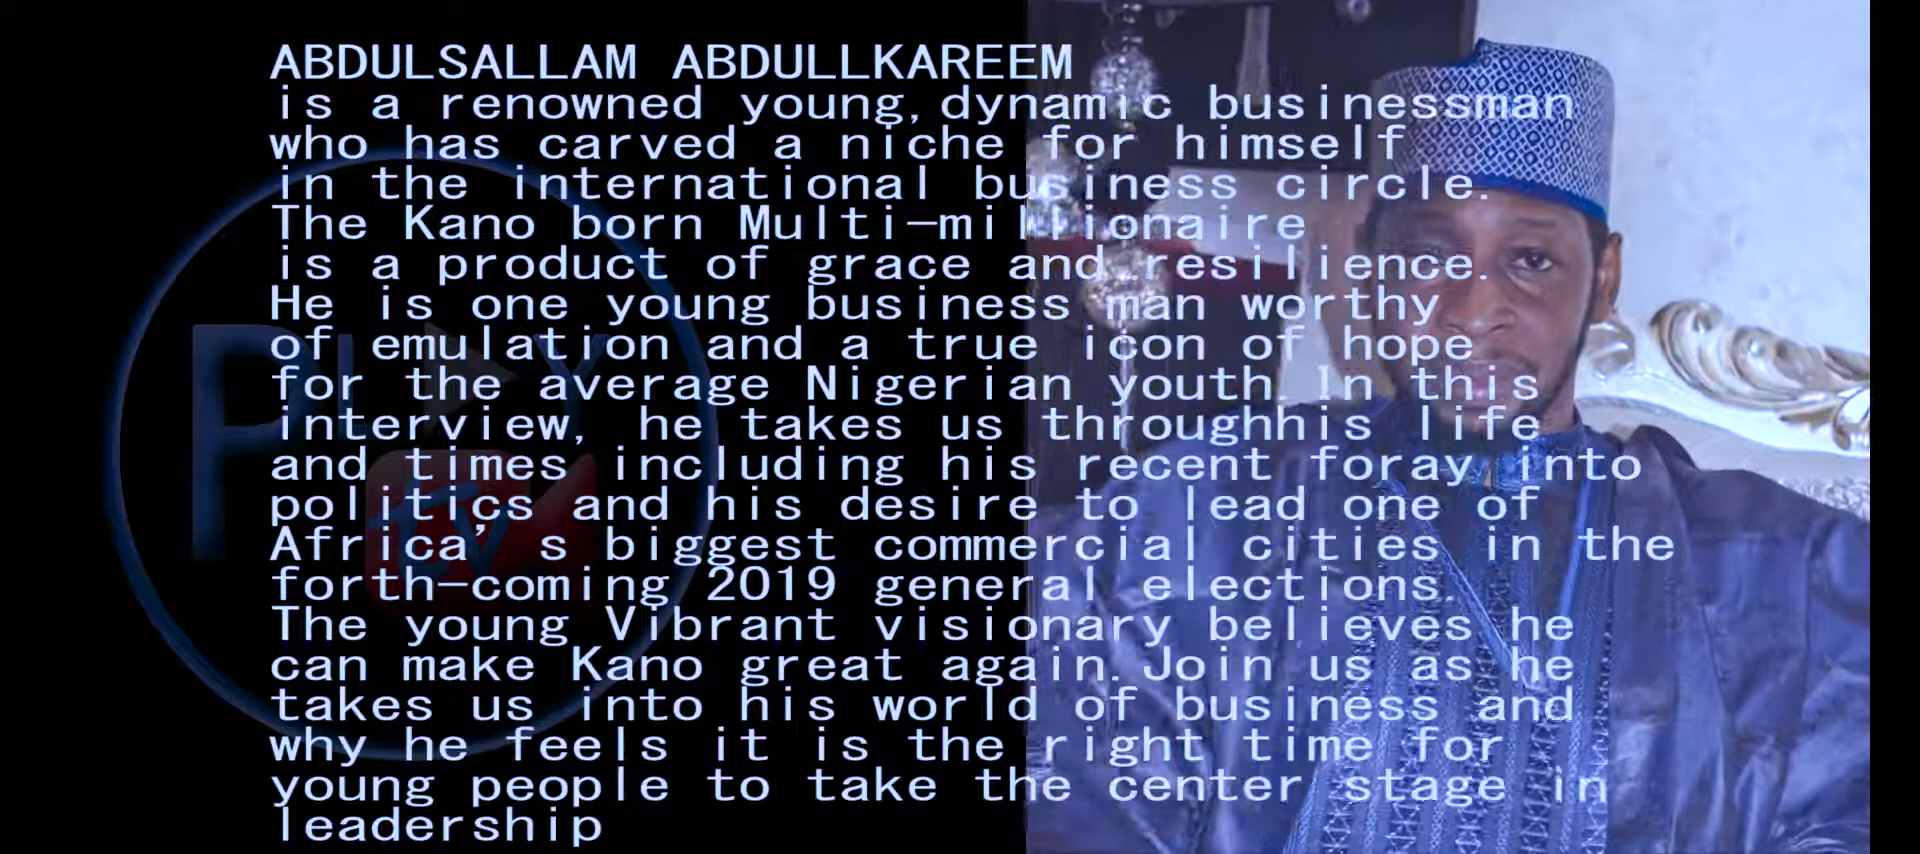 ABDULSALLAM ABDULLKAREEM
is a renowned young,dynamic businessman
who has carved a niche for himself
in the international business circle.
The Kano born Multi-millionaire
is a product of grace and resilience.
He is one young business man worthy
of emulation and a true icon of hope
for the average Nigerian youth.In this
interview, he takes us throughhis life
and times including his recent foray into
politics and his desire to lead one of
Africa’s biggest commercial cities in the
forth-coming 2019 general elections.
The young Vibrant visionary believes he
can make Kano great again.Join us as he
takes us into his world of business and
why he feels it is the right time for
young people to take the center stage in
leadership
PLAY
TV